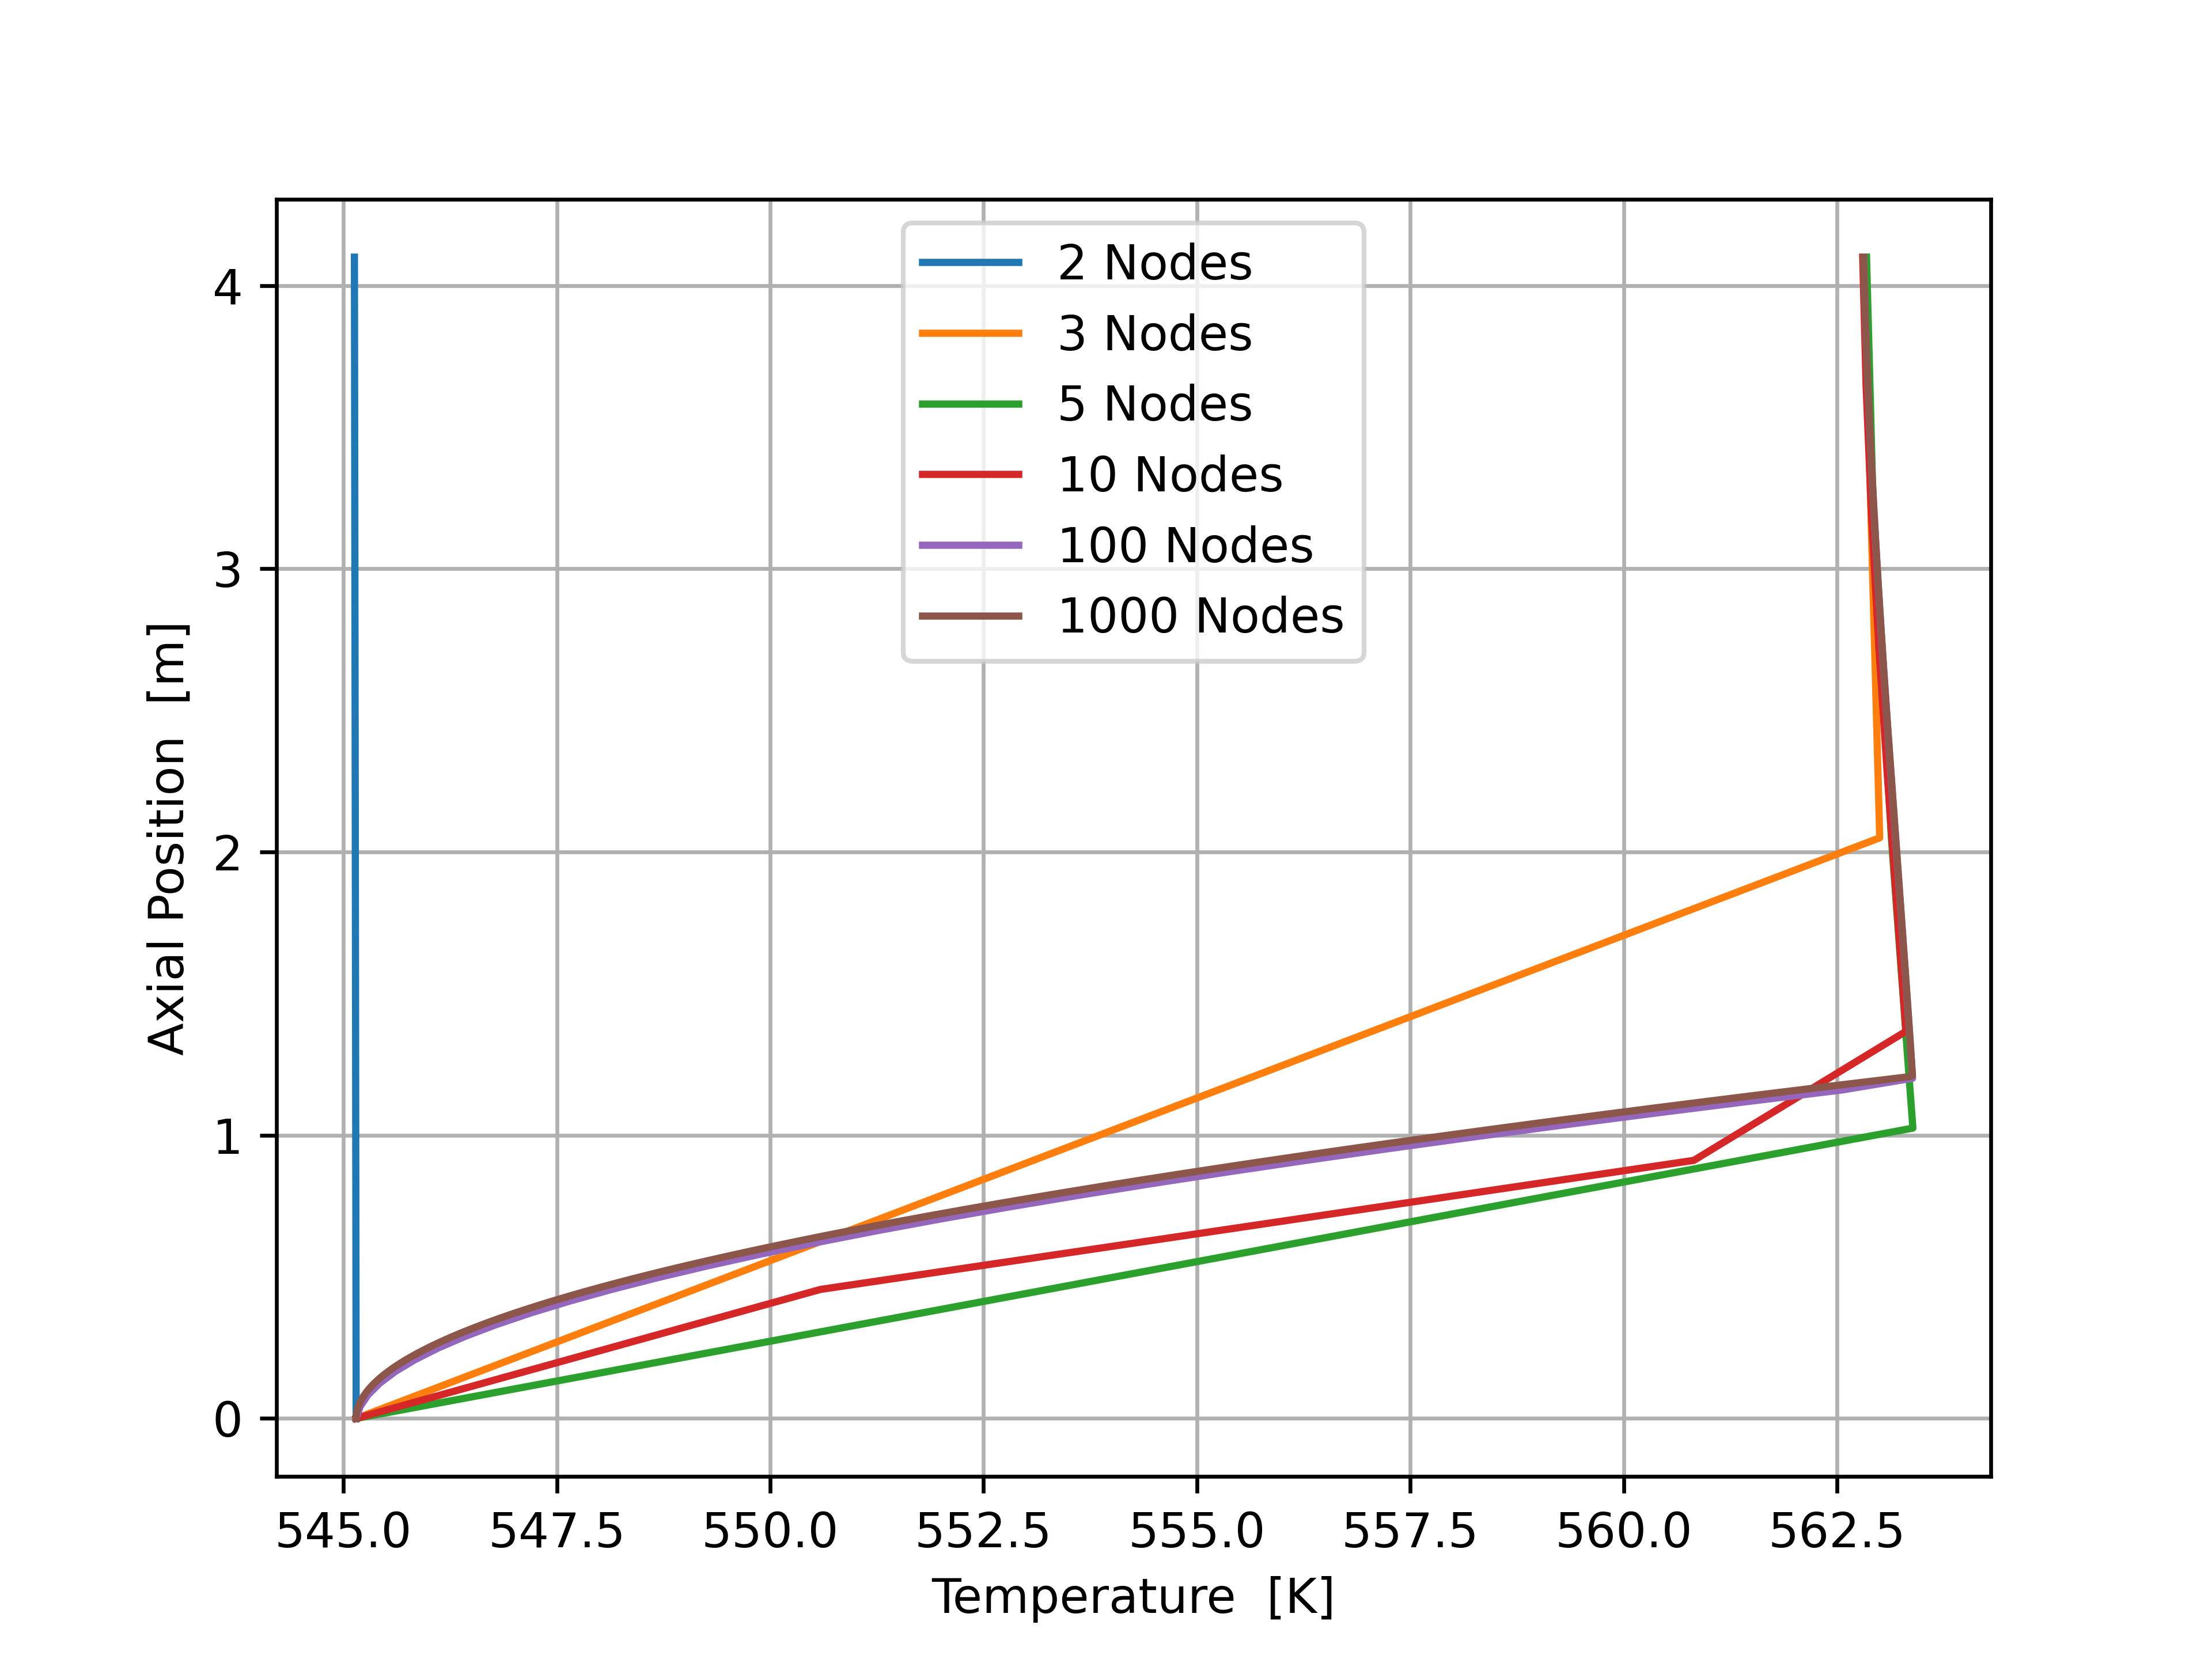 2 Nodes
3 Nodes
5 Nodes
10 Nodes
100 Nodes
1000 Nodes
4
3
2
1
0
Axial Position [m]
545.0 547.5 550.0 552.5 555.0 557.5 560.0 562.5
Temperature [K]